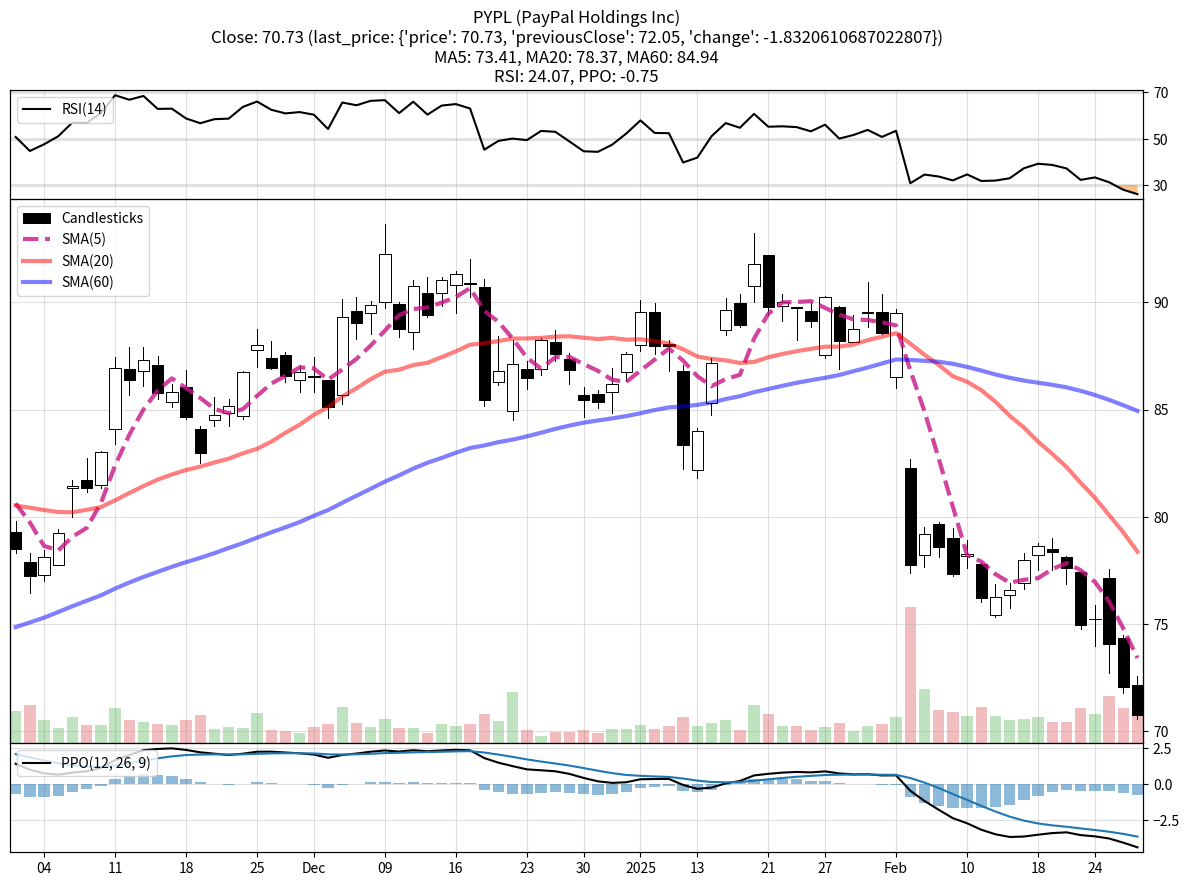 PYPL (PayPal Holdings Inc)
Close: 70.73 (last_price: {'price': 70.73, 'previousClose': 72.05, 'change': -1.8320610687022807})
MA5: 73.41, MA20: 78.37, MA60: 84.94
RSI: 24.07, PPO: -0.75
RSI(14)
70
50
30
Candlesticks
SMA(5)
SMA(20)
SMA(60)
90
85
80
75
70
PPO(12, 26, 9)
2.5
0.0
−2.5
04 11 18 25 Dec 09 16 23 30 2025 13 21 27 Feb 10 18 24